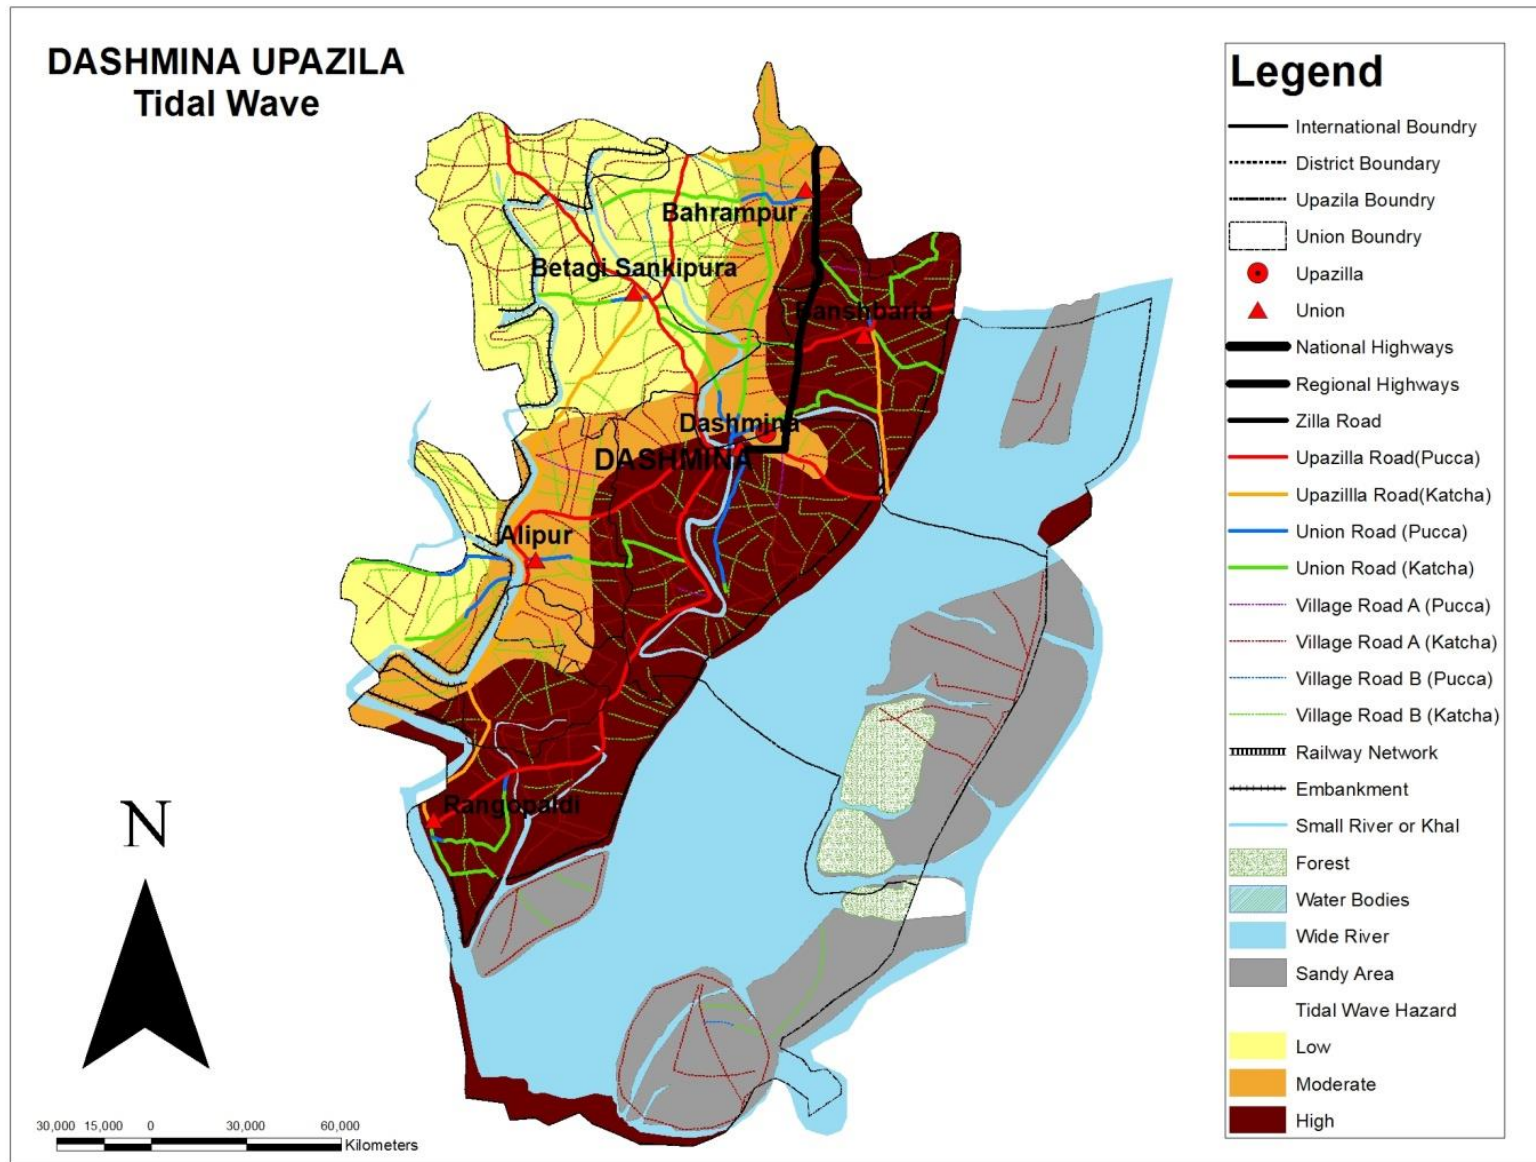 DASHMINA UPAZILA
Tidal Wave
Bahrampur
Betagi Sankipura
Banshbaria
Dashmina
DASHMINA
Alipur
Rangopaldi
N
30,000 15,000 0 30,000 60,000
Kilometers
Legend
International Boundry
District Boundary
Upazila Boundry
Union Boundry
Upazilla
Union
National Highways
Regional Highways
Zilla Road
Upazilla Road(Pucca)
Upazillla Road(Katcha)
Union Road (Pucca)
Union Road (Katcha)
Village Road A (Pucca)
Village Road A (Katcha)
Village Road B (Pucca)
Village Road B (Katcha)
Railway Network
Embankment
Small River or Khal
Forest
Water Bodies
Wide River
Sandy Area
Tidal Wave Hazard
Low
Moderate
High